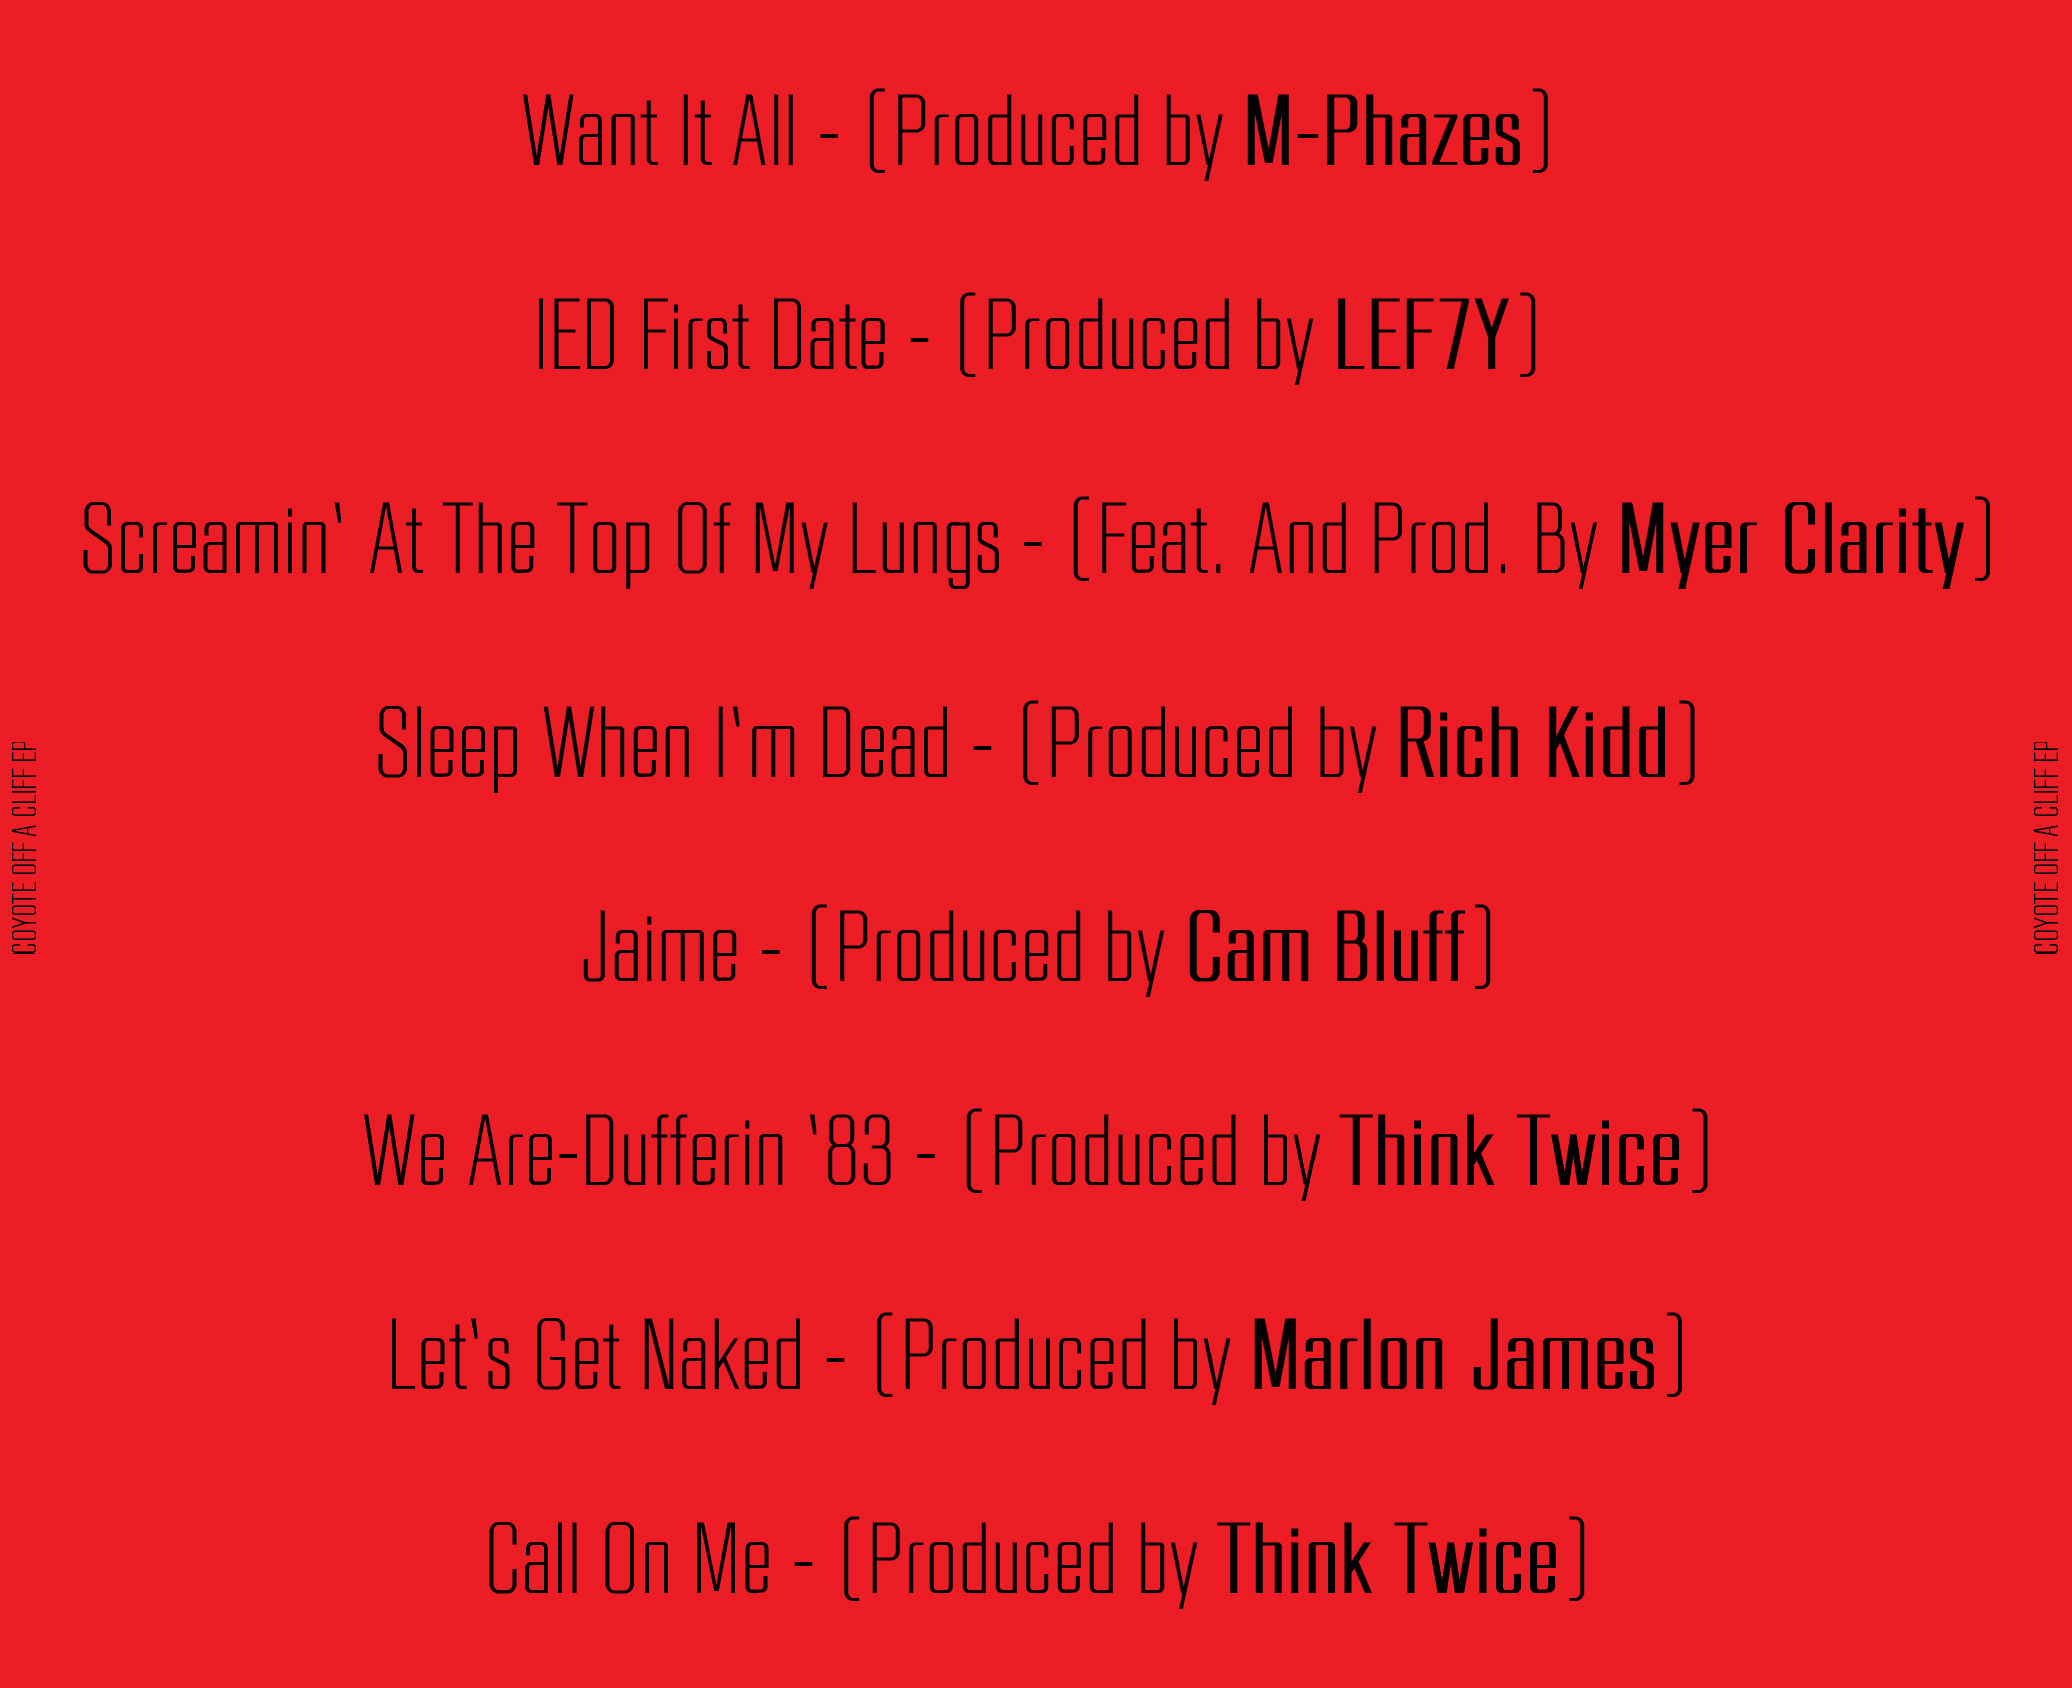 Want It All - (Produced by M-Phazes)
IED First Date - (Produced by LEF7Y)
Screamin' At The Top Of My Lungs - (Feat. And Prod. By Myer Clarity)
Sleep When I'm Dead - (Produced by Rich Kidd)
COYOTE OFF A CLIFF EP
COYOTE OFF A CLIFF EP
Jaime - (Produced by Cam Bluff)
We Are-Dufferin '83 - (Produced by Think Twice)
Let's Get Naked - (Produced by Marlon James)
Call On Me - (Produced by Think Twice)